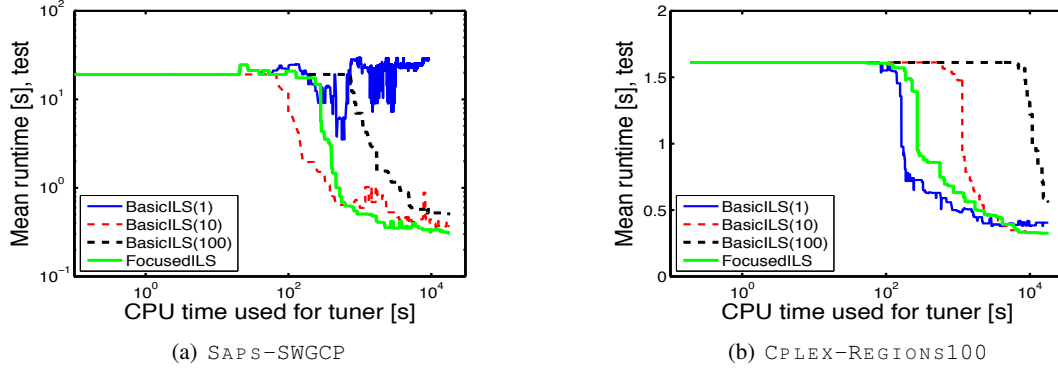 Mean runtime [s], test
10^2
10^1
10^0
10^−1
10^0
10^2
10^4
CPU time used for tuner [s]
BasicILS(1)
BasicILS(10)
BasicILS(100)
FocusedILS
(a) SAPS–SWGCP
Mean runtime [s], test
2
1.5
1
0.5
0
10^0
10^2
10^4
CPU time used for tuner [s]
BasicILS(1)
BasicILS(10)
BasicILS(100)
FocusedILS
(b) CPLEX–REGIONS100